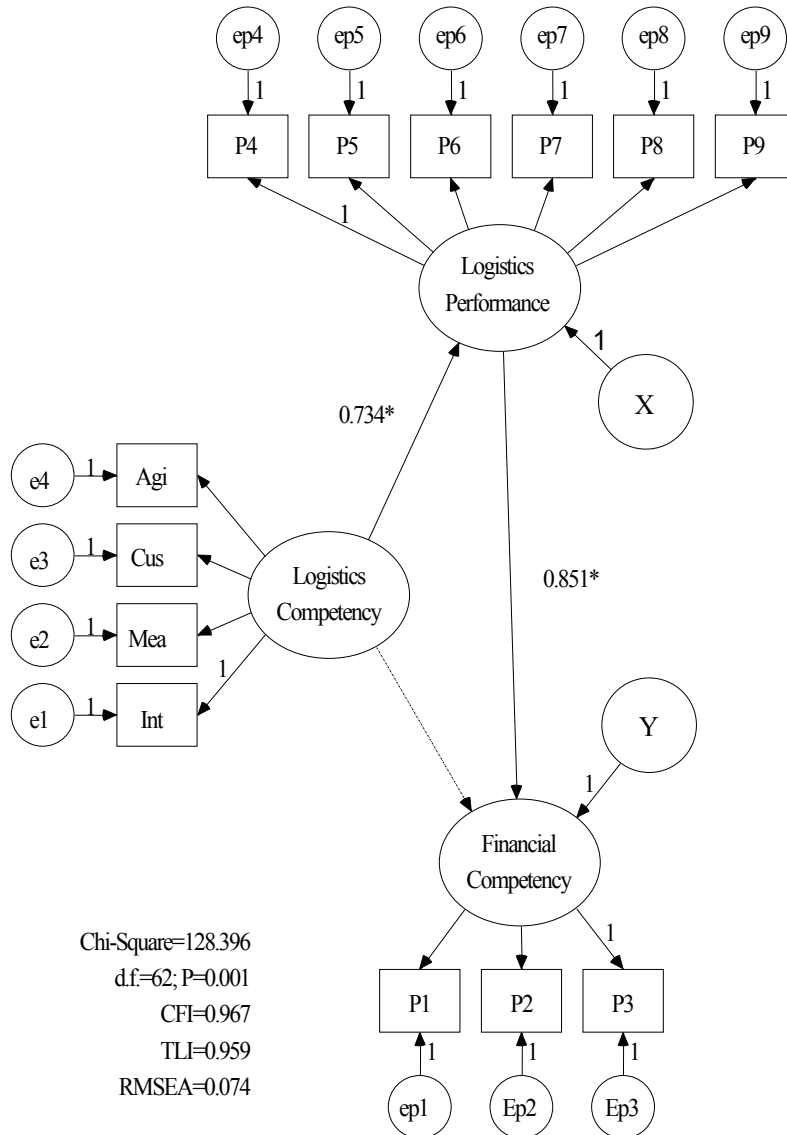 ep4
ep5
ep6
ep7
ep8
ep9
1
1
1
1
1
1
P4
P5
P6
P7
P8
P9
1
Logistics
Performance
1
X
0.734*
e4
1
Agi
e3
1
Cus
e2
1
Mea
e1
1
Int
1
Logistics
Competency
0.851*
Y
1
Financial
Competency
1
P1
P2
P3
1
1
1
ep1
Ep2
Ep3
Chi-Square=128.396
d.f.=62; P=0.001
CFI=0.967
TLI=0.959
RMSEA=0.074